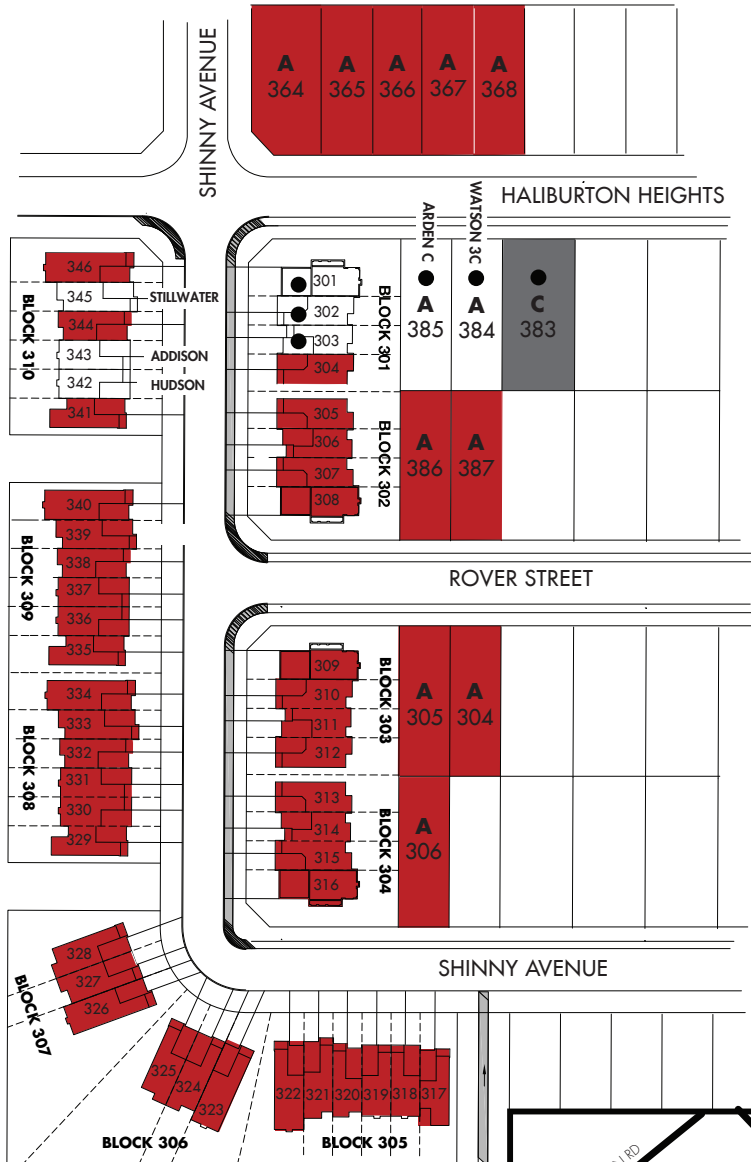 SHINNY AVENUE
A
364
A
365
A
366
A
367
A
368
HALIBURTON HEIGHTS
ARDEN C
WATSON 3C
346
345
STILLWATER
344
343
ADDISON
342
HUDSON
341
BLOCK 310
301
302
303
304
BLOCK 301
A
385
A
384
C
383
305
306
307
308
BLOCK 302
A
386
A
387
340
339
338
337
336
335
BLOCK 309
ROVER STREET
309
310
311
312
BLOCK 303
A
305
A
304
334
333
332
331
330
329
BLOCK 308
313
314
315
316
BLOCK 304
A
306
SHINNY AVENUE
328
327
326
BLOCK 307
325
324
323
BLOCK 306
322
321
320
319
318
317
BLOCK 305
RD